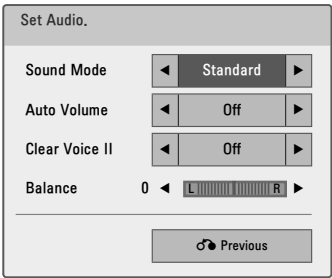 Set Audio.
Sound Mode ◄ Standard ►
Auto Volume ◄ Off ►
Clear Voice II ◄ Off ►
Balance 0 ◄ L R ►
Previous